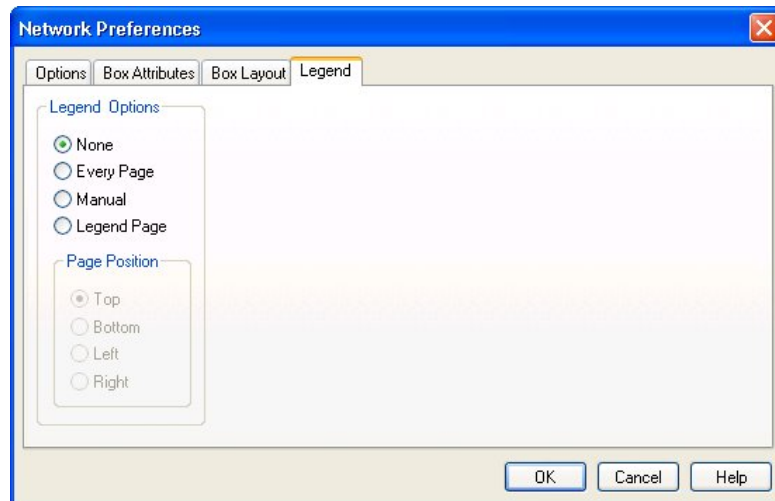 Network Preferences
Options Box Attributes Box Layout Legend
Legend Options
None
Every Page
Manual
Legend Page
Page Position
Top
Bottom
Left
Right
OK Cancel Help